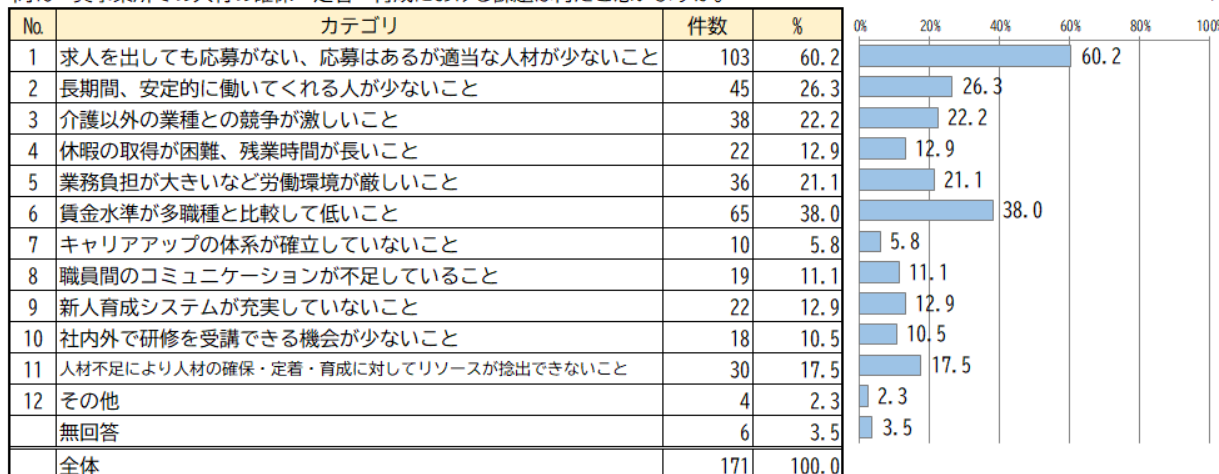 No. カテゴリ 件数 %
1 求人を出しても応募がない、応募はあるが適当な人材が少ないこと 103 60.2
2 長期間、安定的に働いてくれる人が少ないこと 45 26.3
3 介護以外の業種との競争が激しいこと 38 22.2
4 休暇の取得が困難、残業時間が長いこと 22 12.9
5 業務負担が大きいなど労働環境が厳しいこと 36 21.1
6 賃金水準が多職種と比較して低いこと 65 38.0
7 キャリアアップの体系が確立していないこと 10 5.8
8 職員間のコミュニケーションが不足していること 19 11.1
9 新人育成システムが充実していないこと 22 12.9
10 社内外で研修を受講できる機会が少ないこと 18 10.5
11 人材不足により人材の確保・定着・育成に対してリソースが捻出できないこと 30 17.5
12 その他 4 2.3
無回答 6 3.5
全体 171 100.0
0% 20% 40% 60% 80% 100%
60.2
26.3
22.2
12.9
21.1
38.0
5.8
11.1
12.9
10.5
17.5
2.3
3.5